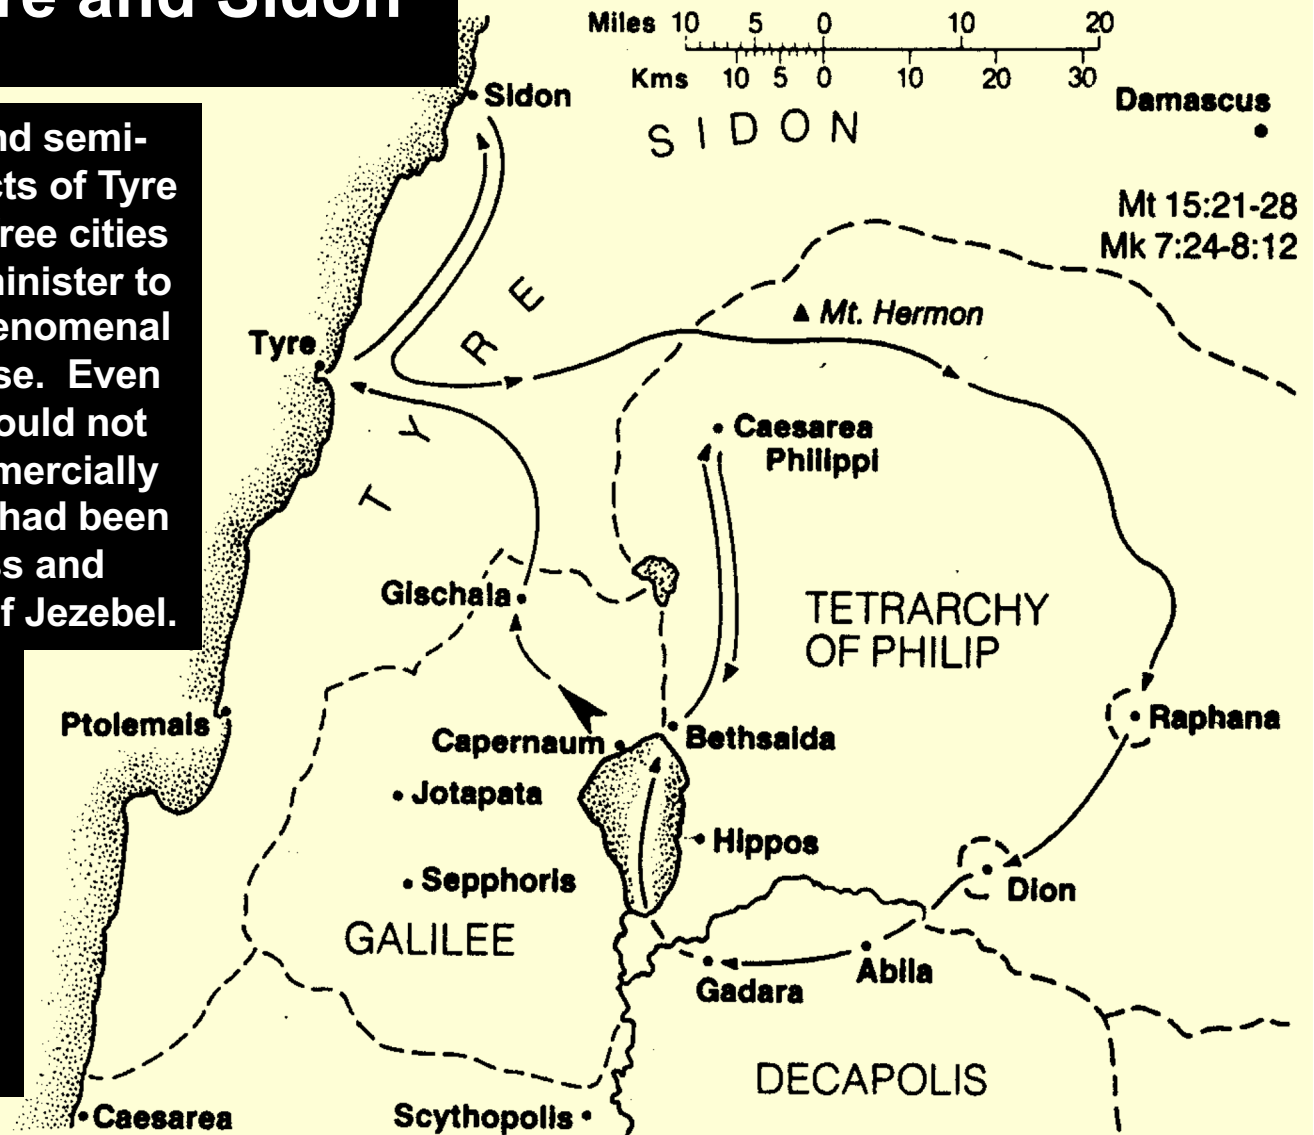 re and Sidon
nd semi-
cts of Tyre
ree cities
inister to
enomenal
se.  Even
ould not
mercially
had been
ss and
f Jezebel.
Miles 10 5 0 10 20
Kms 10 5 0 10 20 30
Sidon
SIDON
Damascus
Mt 15:21-28
Mk 7:24-8:12
Mt. Hermon
Tyre
TYRE
Caesarea
Philippi
Gischala
TETRARCHY
OF PHILIP
Raphana
Ptolemais
Capernaum
Bethsaida
Jotapata
Hippos
Sepphoris
Dion
GALILEE
Abila
Gadara
DECAPOLIS
Caesarea
Scythopolis